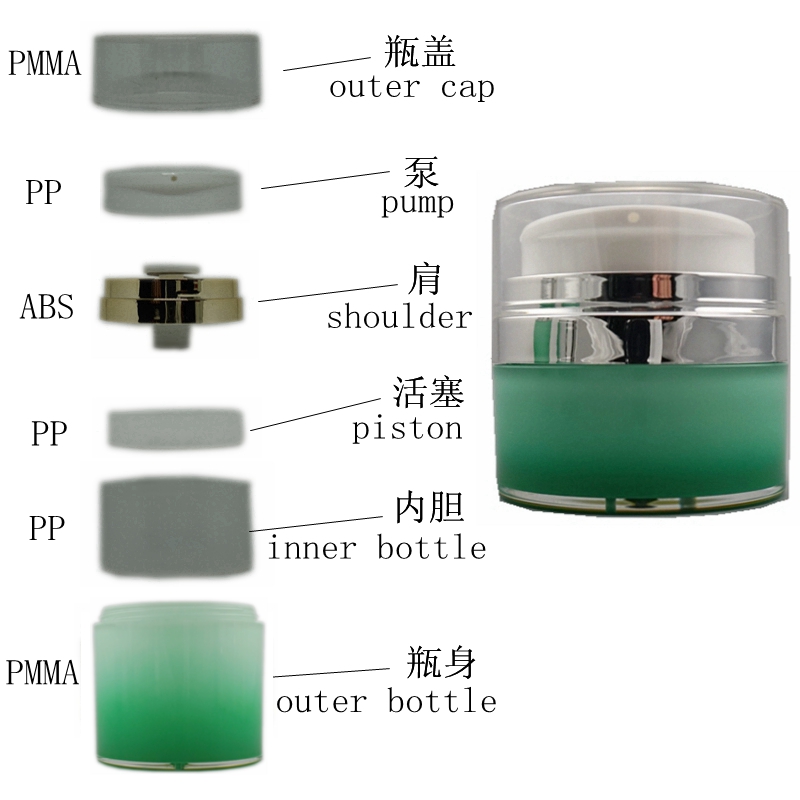 PMMA
瓶盖
outer cap
PP
泵
pump
ABS
肩
shoulder
PP
活塞
piston
PP
内胆
inner bottle
PMMA
瓶身
outer bottle